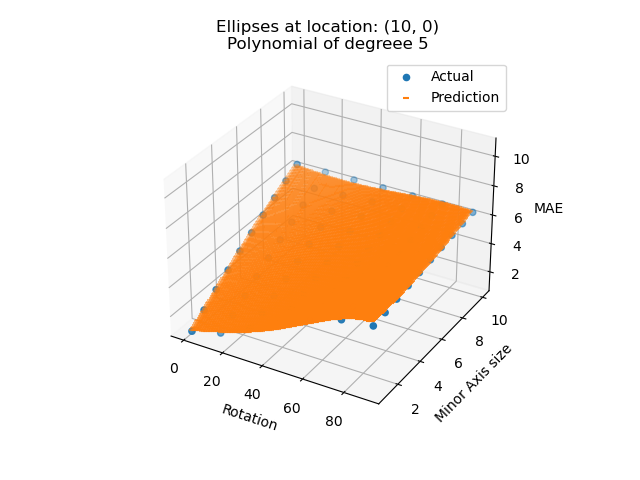 Ellipses at location: (10, 0)
Polynomial of degreee 5
Actual
Prediction
10
8
6
4
2
MAE
10
8
6
4
2
Minor Axis size
0
20
40
60
80
Rotation